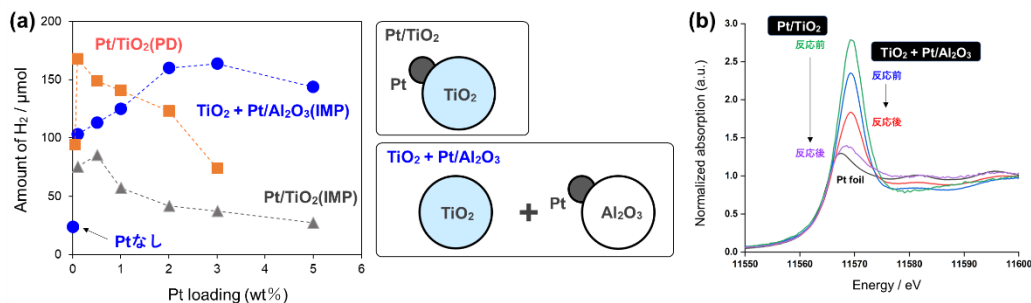 (a)
200
150
100
50
0
Amount of H₂ / μmol
0
1
2
3
4
5
6
Pt loading (wt%)
Pt/TiO₂(PD)
TiO₂ + Pt/Al₂O₃(IMP)
Pt/TiO₂(IMP)
Ptなし
Pt/TiO₂
Pt
TiO₂
TiO₂ + Pt/Al₂O₃
TiO₂
+
Pt
Al₂O₃
(b)
3.0
2.5
2.0
1.5
1.0
0.5
0.0
Normalized absorption (a.u.)
11550
11560
11570
11580
11590
11600
Energy / eV
Pt/TiO₂
反応前
反応後
TiO₂ + Pt/Al₂O₃
反応前
反応後
Pt foil